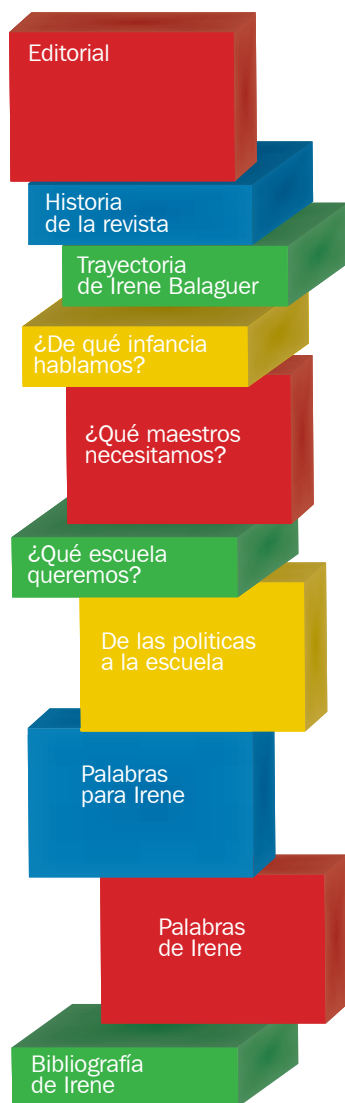 Editorial
Historia
de la revista
Trayectoria
de Irene Balaguer
¿De qué infancia
hablamos?
¿Qué maestros
necesitamos?
¿Qué escuela
queremos?
De las politicas
a la escuela
Palabras
para Irene
Palabras
de Irene
Bibliografía
de Irene